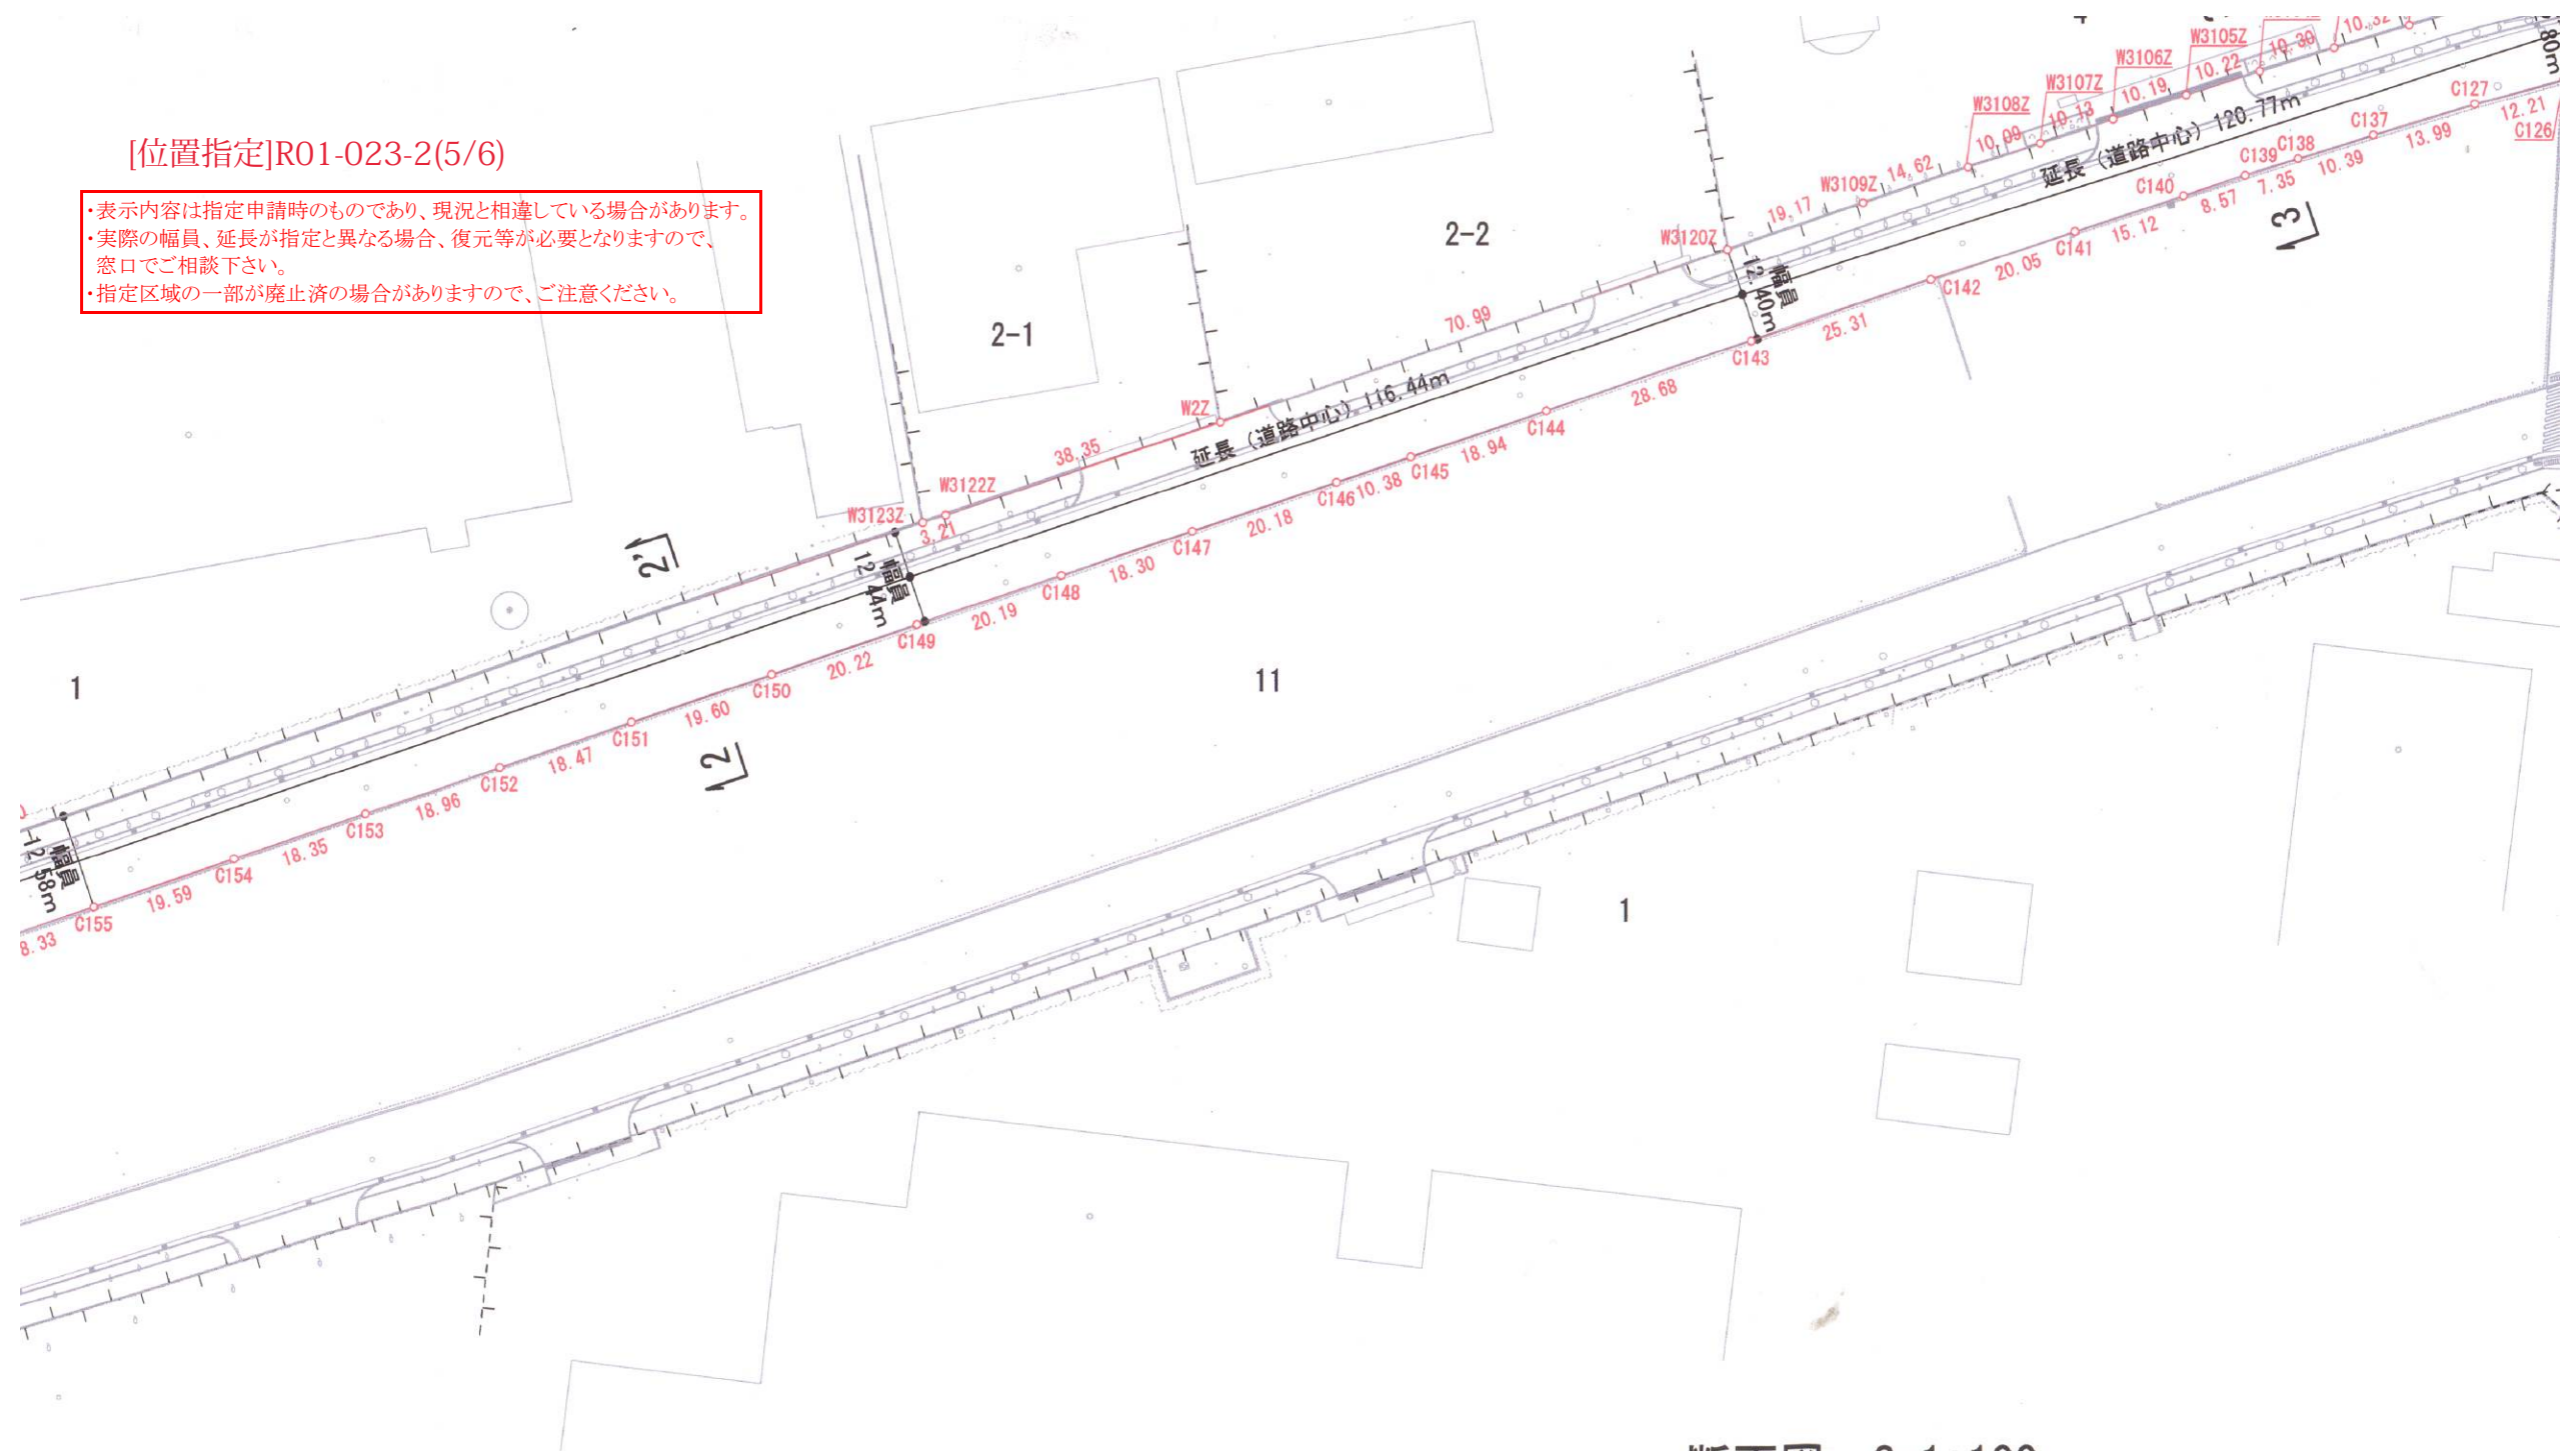 [位置指定]R01-023-2(5/6)
・表示内容は指定申請時のものであり、現況と相違している場合があります。
・実際の幅員、延長が指定と異なる場合、復元等が必要となりますので、
窓口でご相談下さい。
・指定区域の一部が廃止済の場合がありますので、ご注意ください。
10.32
10.30
W3105Z
10.22
W3106Z
10.19
W3107Z
10.13
W3108Z
10.09
14.62
W3109Z
19.17
W3120Z
延長（道路中心）120.77m
80m
C127
12.21
C126
C137
13.99
C138
10.39
C139
7.35
C140
8.57
C141
15.12
C142
20.05
3
2-2
2-1
幅員
12.40m
C143
25.31
70.99
W2Z
延長（道路中心）116.44m
38.35
W3122Z
3.21
W3123Z
C144
28.68
C145
18.94
C146
10.38
C147
20.18
C148
18.30
C149
20.19
幅員
12.44m
2'
C150
20.22
C151
19.60
C152
18.47
2
C153
18.96
C154
18.35
C155
19.59
8.33
幅員
12.58m
1
11
1